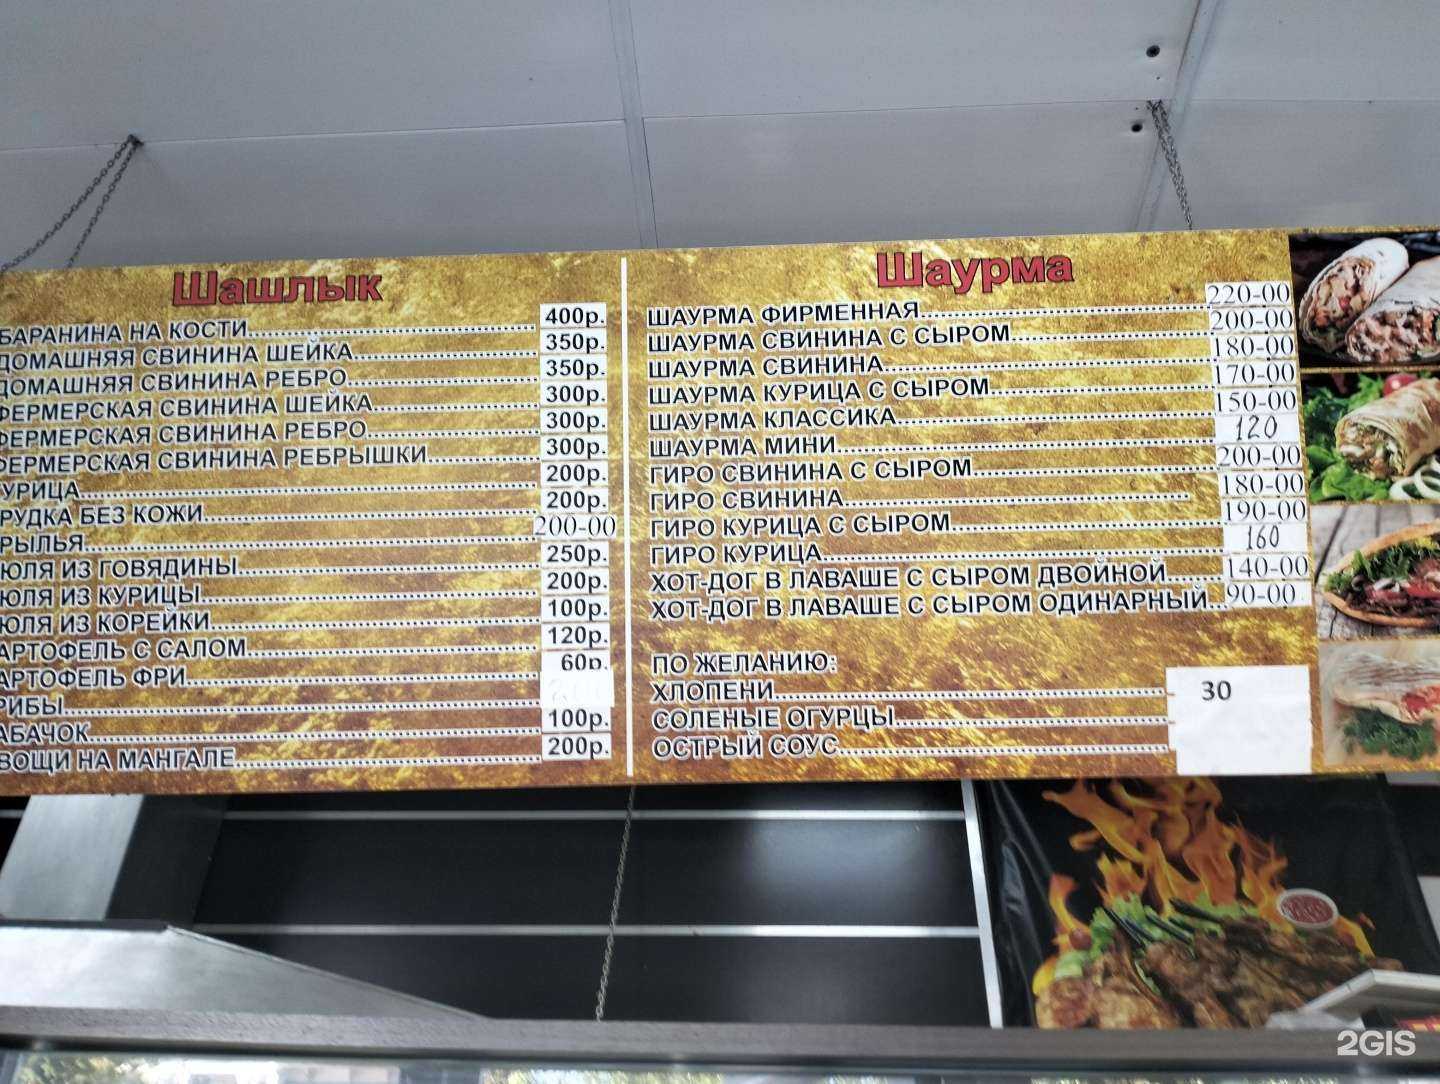 Шашлык
БАРАНИНА НА КОСТИ 400р.
ДОМАШНЯЯ СВИНИНА ШЕЙКА 350р.
ДОМАШНЯЯ СВИНИНА РЕБРО 350р.
ФЕРМЕРСКАЯ СВИНИНА ШЕЙКА 300р.
ФЕРМЕРСКАЯ СВИНИНА РЕБРО 300р.
ФЕРМЕРСКАЯ СВИНИНА РЕБРЫШКИ 300р.
УРИЦА 200р.
РУДКА БЕЗ КОЖИ 200р.
РЫЛЬЯ 200-00
ЮЛЯ ИЗ ГОВЯДИНЫ 250р.
ЮЛЯ ИЗ КУРИЦЫ 200р.
ЮЛЯ ИЗ КОРЕЙКИ 100р.
АРТОФЕЛЬ С САЛОМ 120р.
АРТОФЕЛЬ ФРИ 60р.
РИБЫ
АБАЧОК 100р.
ВОЩИ НА МАНГАЛЕ 200р.
Шаурма
ШАУРМА ФИРМЕННАЯ 220-00
ШАУРМА СВИНИНА С СЫРОМ 200-00
ШАУРМА СВИНИНА 180-00
ШАУРМА КУРИЦА С СЫРОМ 170-00
ШАУРМА КЛАССИКА 150-00
ШАУРМА МИНИ 120
ГИРО СВИНИНА С СЫРОМ 200-00
ГИРО СВИНИНА 180-00
ГИРО КУРИЦА С СЫРОМ 190-00
ГИРО КУРИЦА 160
ХОТ-ДОГ В ЛАВАШЕ С СЫРОМ ДВОЙНОЙ 140-00
ХОТ-ДОГ В ЛАВАШЕ С СЫРОМ ОДИНАРНЫЙ 90-00
ПО ЖЕЛАНИЮ:
ХЛОПЕНИ 30
СОЛЕНЫЕ ОГУРЦЫ
ОСТРЫЙ СОУС
2GIS